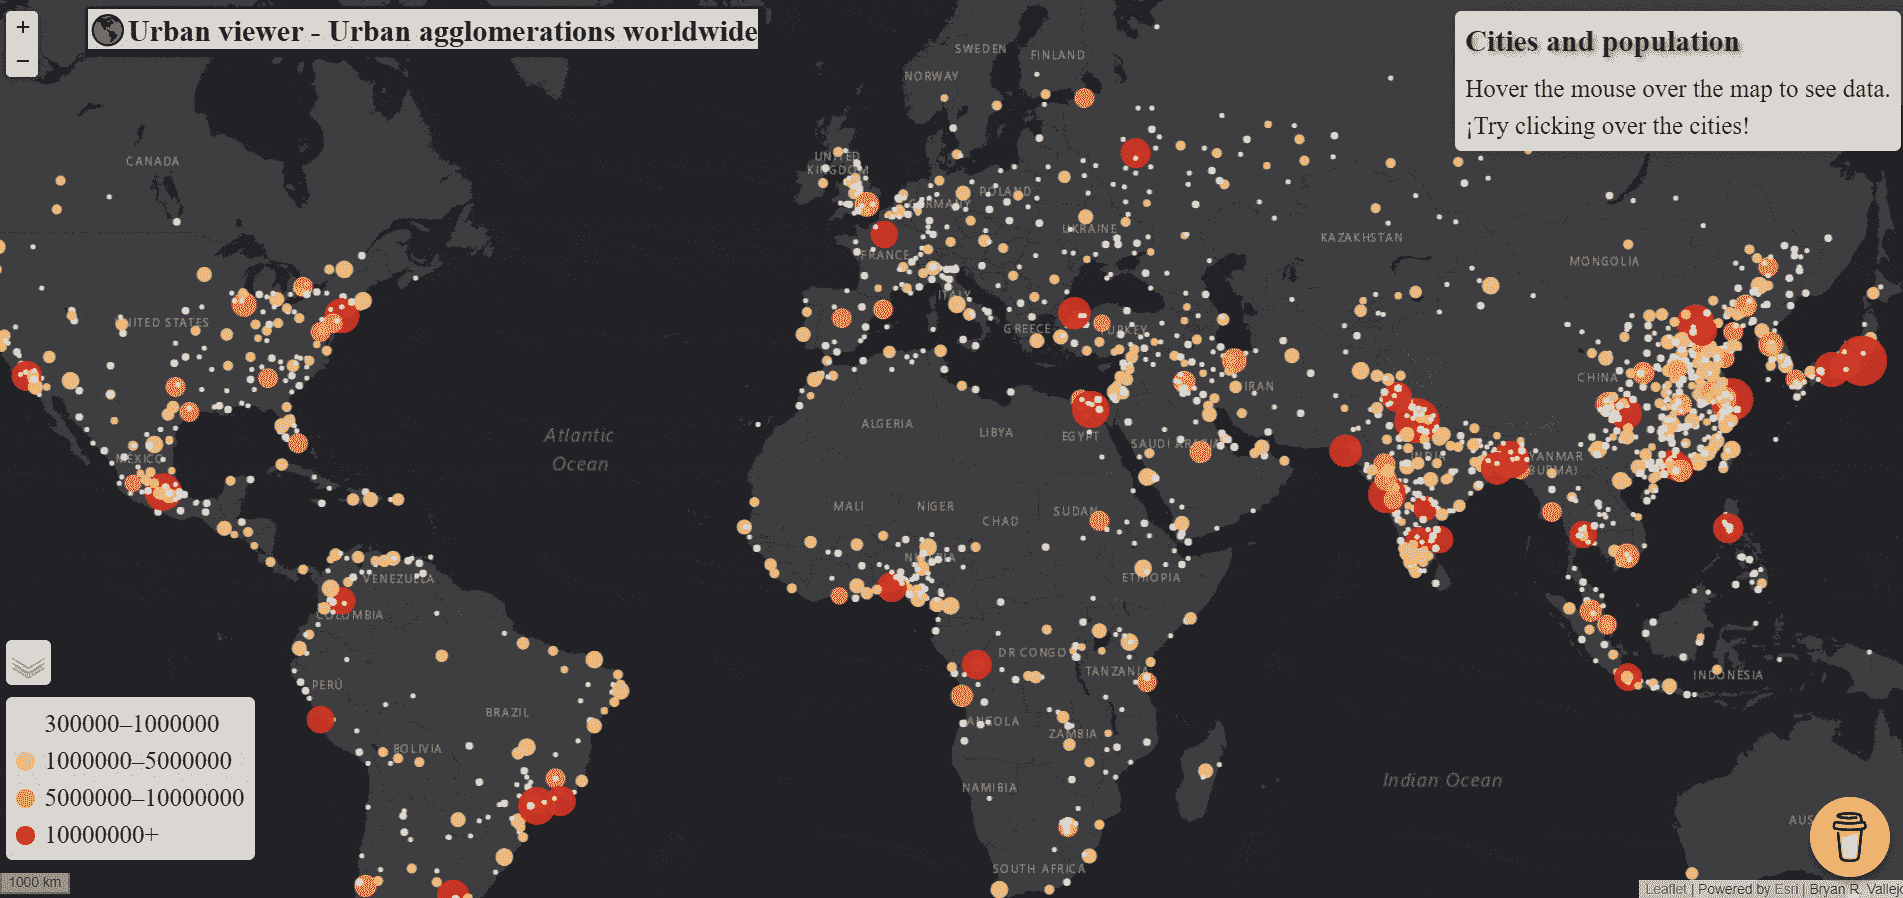 +
−
Urban viewer - Urban agglomerations worldwide
Cities and population
Hover the mouse over the map to see data.
¡Try clicking over the cities!
SWEDEN
FINLAND
NORWAY
UNITED
KINGDOM
CANADA
POLAND
GERMANY
UKRAINE
KAZAKHSTAN
FRANCE
MONGOLIA
ITALY
UNITED STATES
GREECE
TURKEY
CHINA
IRAN
ALGERIA
LIBYA
EGYPT
SAUDI ARABIA
Atlantic
Ocean
MÉXICO
INDIA
MYANMAR
(BURMA)
MALI
NIGER
CHAD
SUDAN
NIGERIA
VENEZUELA
ETHIOPIA
COLOMBIA
DR CONGO
TANZANIA
PERÚ
INDONESIA
BRAZIL
ANGOLA
ZAMBIA
BOLIVIA
NAMIBIA
Indian Ocean
AUS
SOUTH AFRICA
300000–1000000
1000000–5000000
5000000–10000000
10000000+
1000 km
Leaflet | Powered by Esri | Bryan R. Vallejo